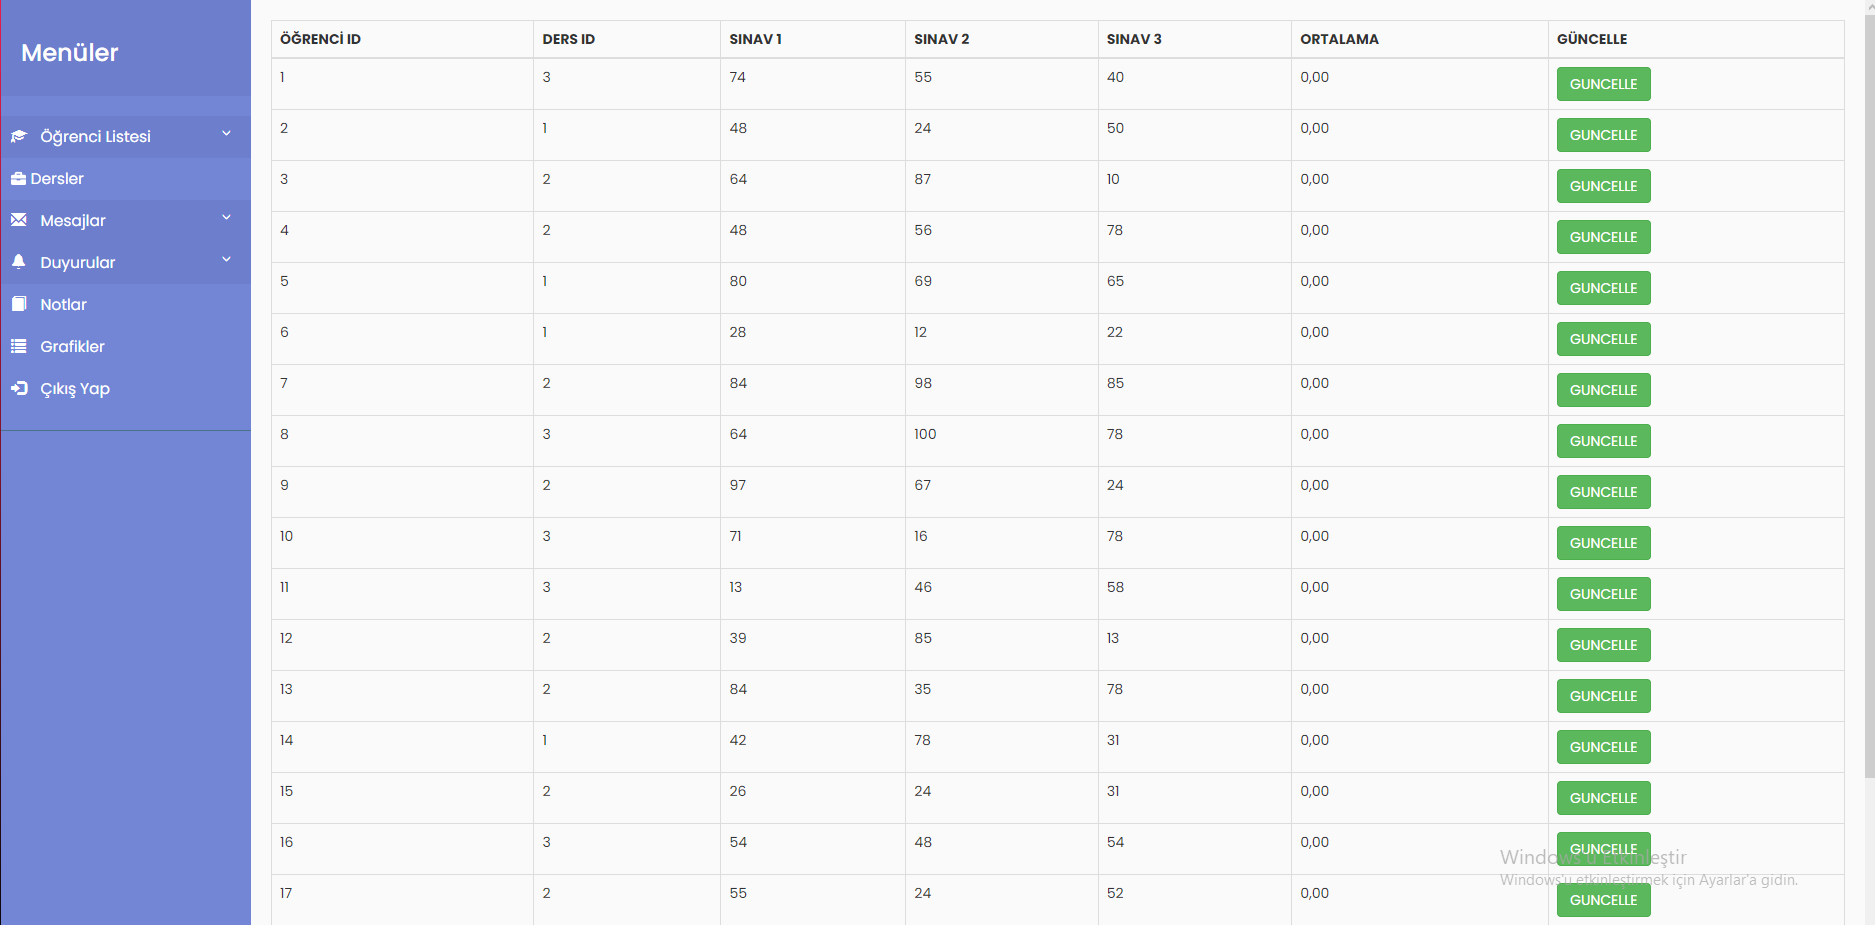 Menüler
Öğrenci Listesi
Dersler
Mesajlar
Duyurular
Notlar
Grafikler
Çıkış Yap
ÖĞRENCİ ID DERS ID SINAV 1 SINAV 2 SINAV 3 ORTALAMA GÜNCELLE
1 3 74 55 40 0,00 GUNCELLE
2 1 48 24 50 0,00 GUNCELLE
3 2 64 87 10 0,00 GUNCELLE
4 2 48 56 78 0,00 GUNCELLE
5 1 80 69 65 0,00 GUNCELLE
6 1 28 12 22 0,00 GUNCELLE
7 2 84 98 85 0,00 GUNCELLE
8 3 64 100 78 0,00 GUNCELLE
9 2 97 67 24 0,00 GUNCELLE
10 3 71 16 78 0,00 GUNCELLE
11 3 13 46 58 0,00 GUNCELLE
12 2 39 85 13 0,00 GUNCELLE
13 2 84 35 78 0,00 GUNCELLE
14 1 42 78 31 0,00 GUNCELLE
15 2 26 24 31 0,00 GUNCELLE
16 3 54 48 54 0,00 GUNCELLE
17 2 55 24 52 0,00 GUNCELLE
Windows'u Etkinleştir
Windows'u etkinleştirmek için Ayarlar'a gidin.